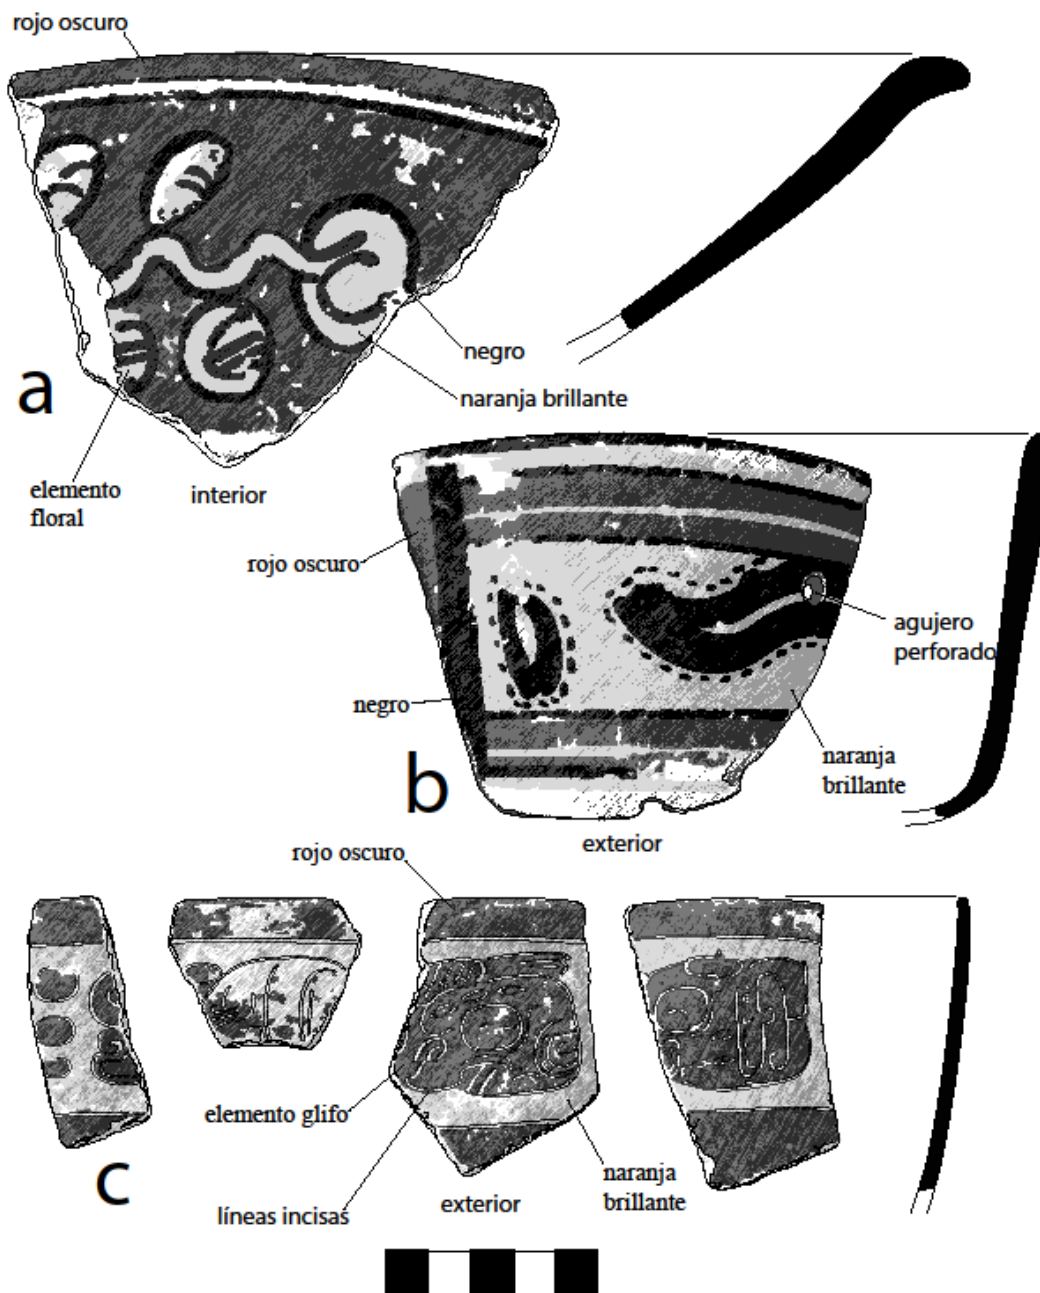 rojo oscuro
negro
naranja brillante
a
elemento
floral
interior
rojo oscuro
agujero
perforado
negro
naranja
brillante
b
exterior
rojo oscuro
elemento glifo
naranja
brillante
c
exterior
líneas incisas